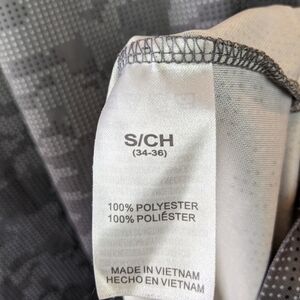 S/CH
(34-36)
100% POLYESTER
100% POLIÉSTER
MADE IN VIETNAM
HECHO EN VIETNAM